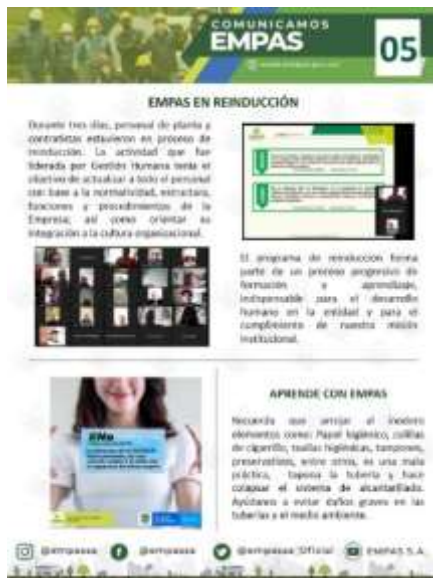 COMUNICAMOS
EMPAS
05
EMPAS EN REINDUCCIÓN
Durante tres días, personal de planta y
contratistas estuvieron en proceso de
reinducción. La actividad que fue
liderada por Gestión Humana tenía el
objetivo de actualizar a todo el personal
con base a la normatividad, estructura,
funciones y procedimientos de la
Empresa; así como orientar su
integración a la cultura organizacional.
El programa de reinducción forma
parte de un proceso progresivo de
formación y aprendizaje,
indispensable para el desarrollo
humano en la entidad y para el
cumplimiento de nuestra misión
institucional.
APRENDE CON EMPAS
Recuerda que arrojar al inodoro
elementos como: Papel higiénico, colillas
de cigarrillo, toallas higiénicas, tampones,
preservativos, entre otros, es una mala
práctica, tapona la tubería y hace
colapsar el sistema de alcantarillado.
Ayúdanos a evitar daños graves en las
tuberías y el medio ambiente.
@empassa @empassa @empassa_Oficial EMPAS S.A.